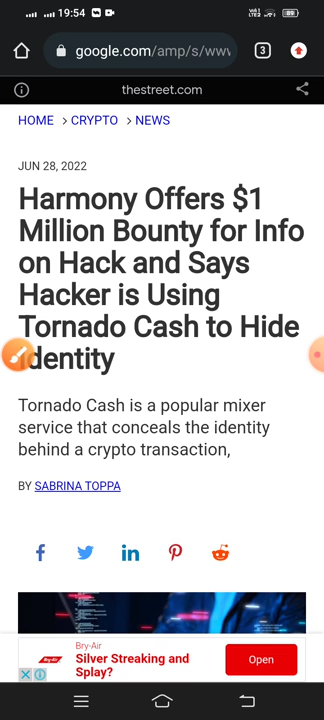 19:54
google.com/amp/s/www
3
thestreet.com
HOME > CRYPTO > NEWS
JUN 28, 2022
Harmony Offers $1
Million Bounty for Info
on Hack and Says
Hacker is Using
Tornado Cash to Hide
Identity
Tornado Cash is a popular mixer
service that conceals the identity
behind a crypto transaction,
BY SABRINA TOPPA
Bry-Air
Bry-Air
Silver Streaking and
Splay?
Open